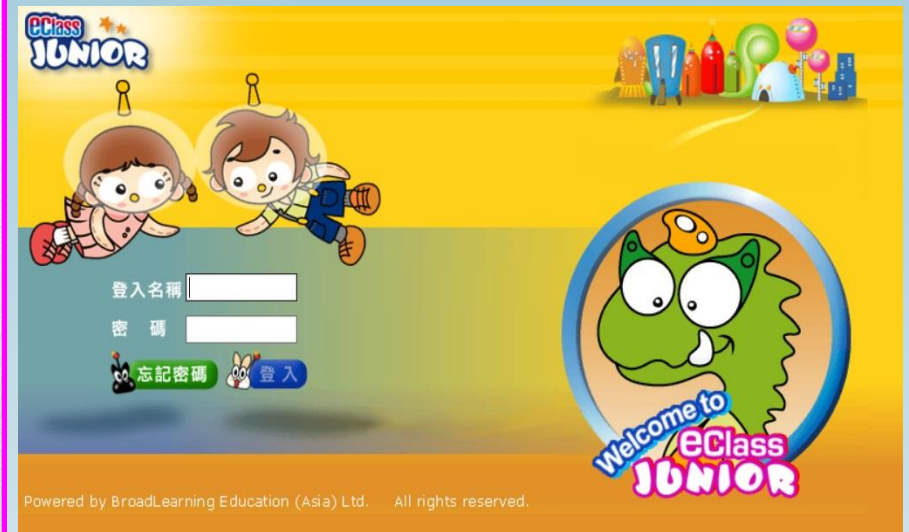 eClass
JUNIOR
登入名稱
密 碼
忘記密碼
登入
Welcome to
eClass
JUNIOR
Powered by BroadLearning Education (Asia) Ltd. All rights reserved.